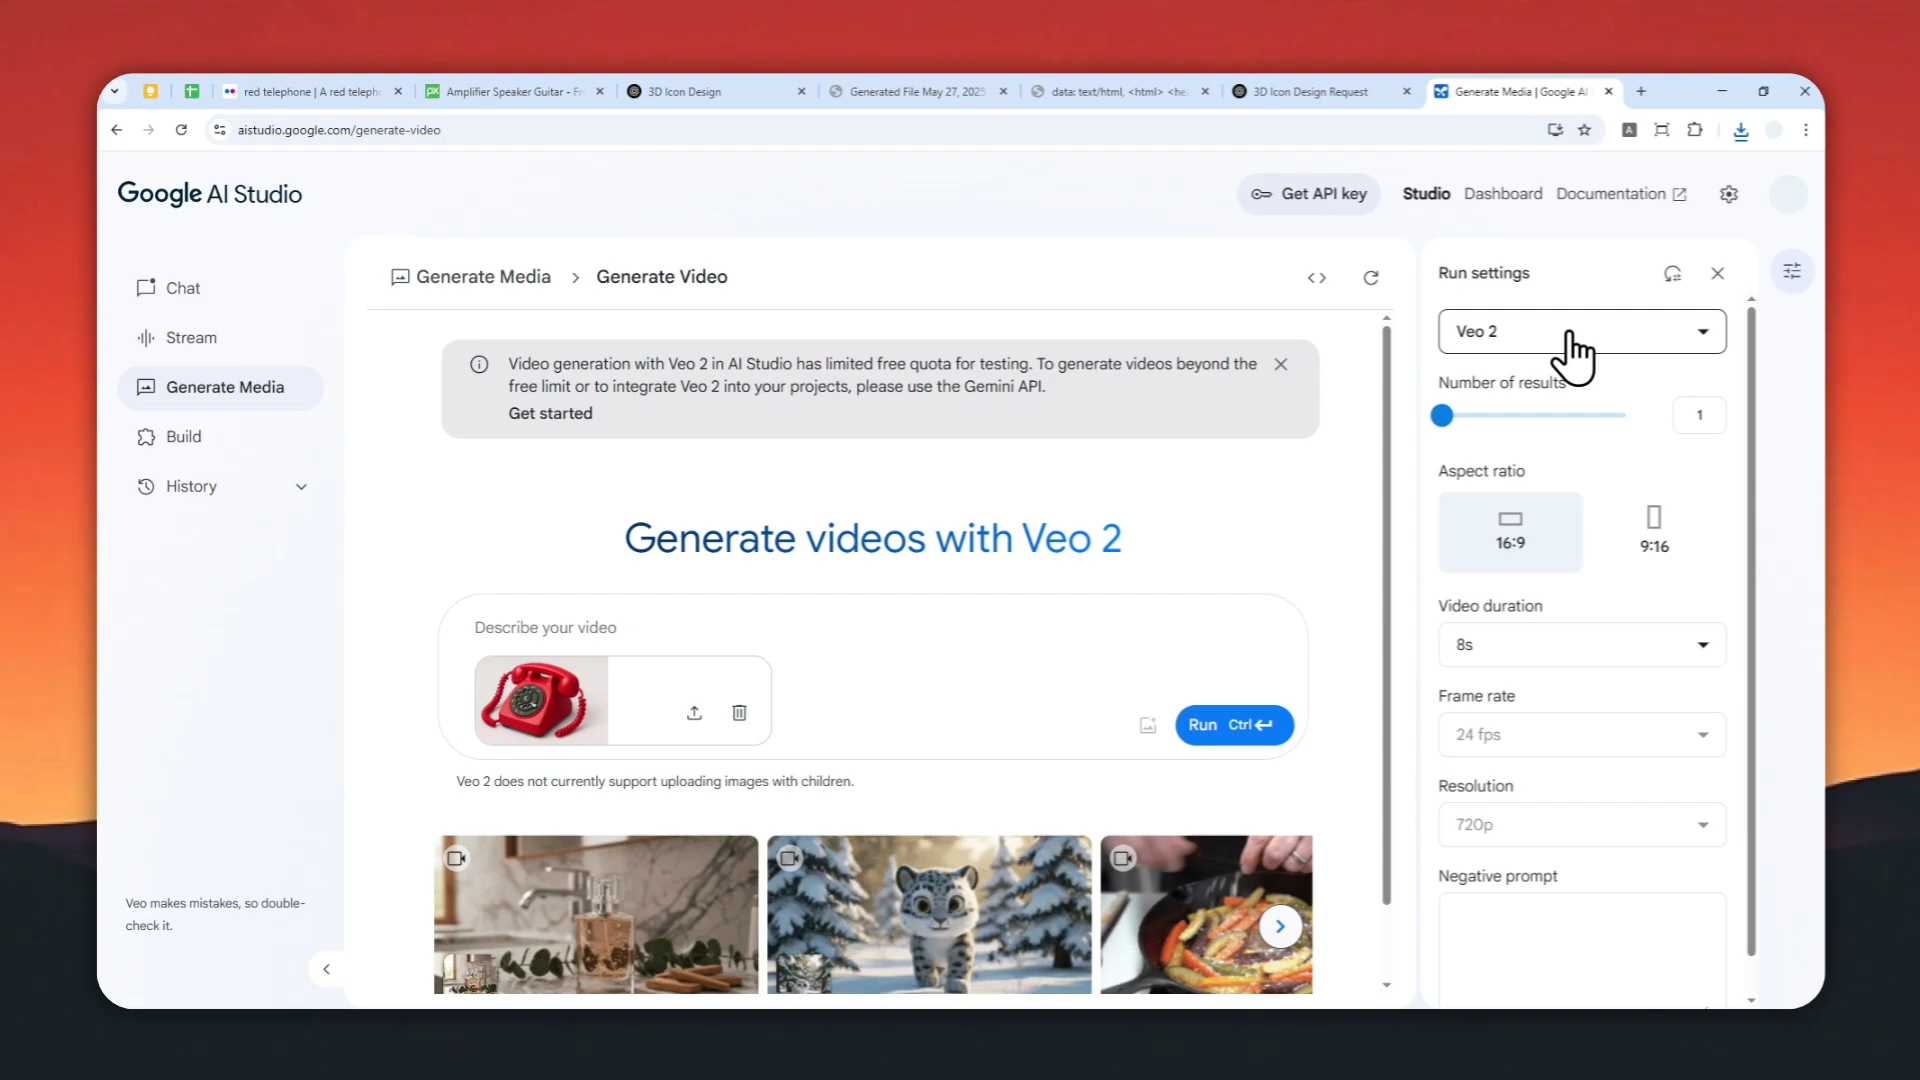 red telephone | A red teleph
Amplifier Speaker Guitar - Fr
3D Icon Design
Generated File May 27, 2025
data: text/html, <html> <he
3D Icon Design Request
Generate Media | Google AI
aistudio.google.com/generate-video
Google AI Studio
Get API key
Studio
Dashboard
Documentation
Chat
Stream
Generate Media
Build
History
Veo makes mistakes, so double-
check it.
Generate Media > Generate Video
Video generation with Veo 2 in AI Studio has limited free quota for testing. To generate videos beyond the
free limit or to integrate Veo 2 into your projects, please use the Gemini API.
Get started
Generate videos with Veo 2
Describe your video
Run Ctrl
Veo 2 does not currently support uploading images with children.
Run settings
Veo 2
Number of results
1
Aspect ratio
16:9
9:16
Video duration
8s
Frame rate
24 fps
Resolution
720p
Negative prompt